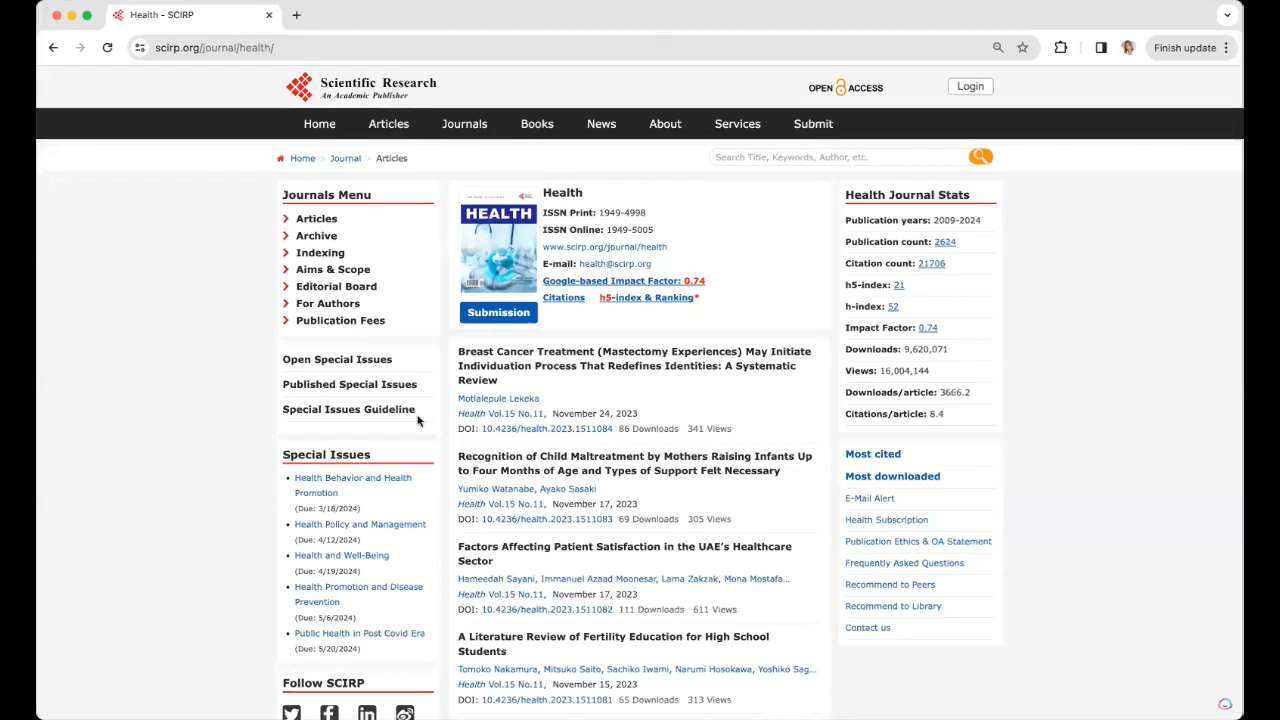 Health - SCIRP
scirp.org/journal/health/
Finish update
Scientific Research
An Academic Publisher
OPEN ACCESS
Login
Home
Articles
Journals
Books
News
About
Services
Submit
Home > Journal > Articles
Search Title, Keywords, Author, etc.
Journals Menu
Articles
Archive
Indexing
Aims & Scope
Editorial Board
For Authors
Publication Fees
Open Special Issues
Published Special Issues
Special Issues Guideline
Special Issues
Health Behavior and Health
Promotion
(Due: 3/18/2024)
Health Policy and Management
(Due: 4/12/2024)
Health and Well-Being
(Due: 4/19/2024)
Health Promotion and Disease
Prevention
(Due: 5/6/2024)
Public Health in Post Covid Era
(Due: 5/20/2024)
Follow SCIRP
HEALTH
Submission
Health
ISSN Print: 1949-4998
ISSN Online: 1949-5005
www.scirp.org/journal/health
E-mail: health@scirp.org
Google-based Impact Factor: 0.74
Citations h5-index & Ranking*
Breast Cancer Treatment (Mastectomy Experiences) May Initiate
Individuation Process That Redefines Identities: A Systematic
Review
Motlalepule Lekeka
Health Vol.15 No.11, November 24, 2023
DOI: 10.4236/health.2023.1511084 86 Downloads 341 Views
Recognition of Child Maltreatment by Mothers Raising Infants Up
to Four Months of Age and Types of Support Felt Necessary
Yumiko Watanabe, Ayako Sasaki
Health Vol.15 No.11, November 17, 2023
DOI: 10.4236/health.2023.1511083 69 Downloads 305 Views
Factors Affecting Patient Satisfaction in the UAE's Healthcare
Sector
Hameedah Sayani, Immanuel Azaad Moonesar, Lama Zakzak, Mona Mostafa...
Health Vol.15 No.11, November 17, 2023
DOI: 10.4236/health.2023.1511082 111 Downloads 611 Views
A Literature Review of Fertility Education for High School
Students
Tomoko Nakamura, Mitsuko Saito, Sachiko Iwami, Narumi Hosokawa, Yoshiko Sag...
Health Vol.15 No.11, November 15, 2023
DOI: 10.4236/health.2023.1511081 65 Downloads 313 Views
Health Journal Stats
Publication years: 2009-2024
Publication count: 2624
Citation count: 21706
h5-index: 21
h-index: 52
Impact Factor: 0.74
Downloads: 9,620,071
Views: 16,004,144
Downloads/article: 3666.2
Citations/article: 8.4
Most cited
Most downloaded
E-Mail Alert
Health Subscription
Publication Ethics & OA Statement
Frequently Asked Questions
Recommend to Peers
Recommend to Library
Contact us